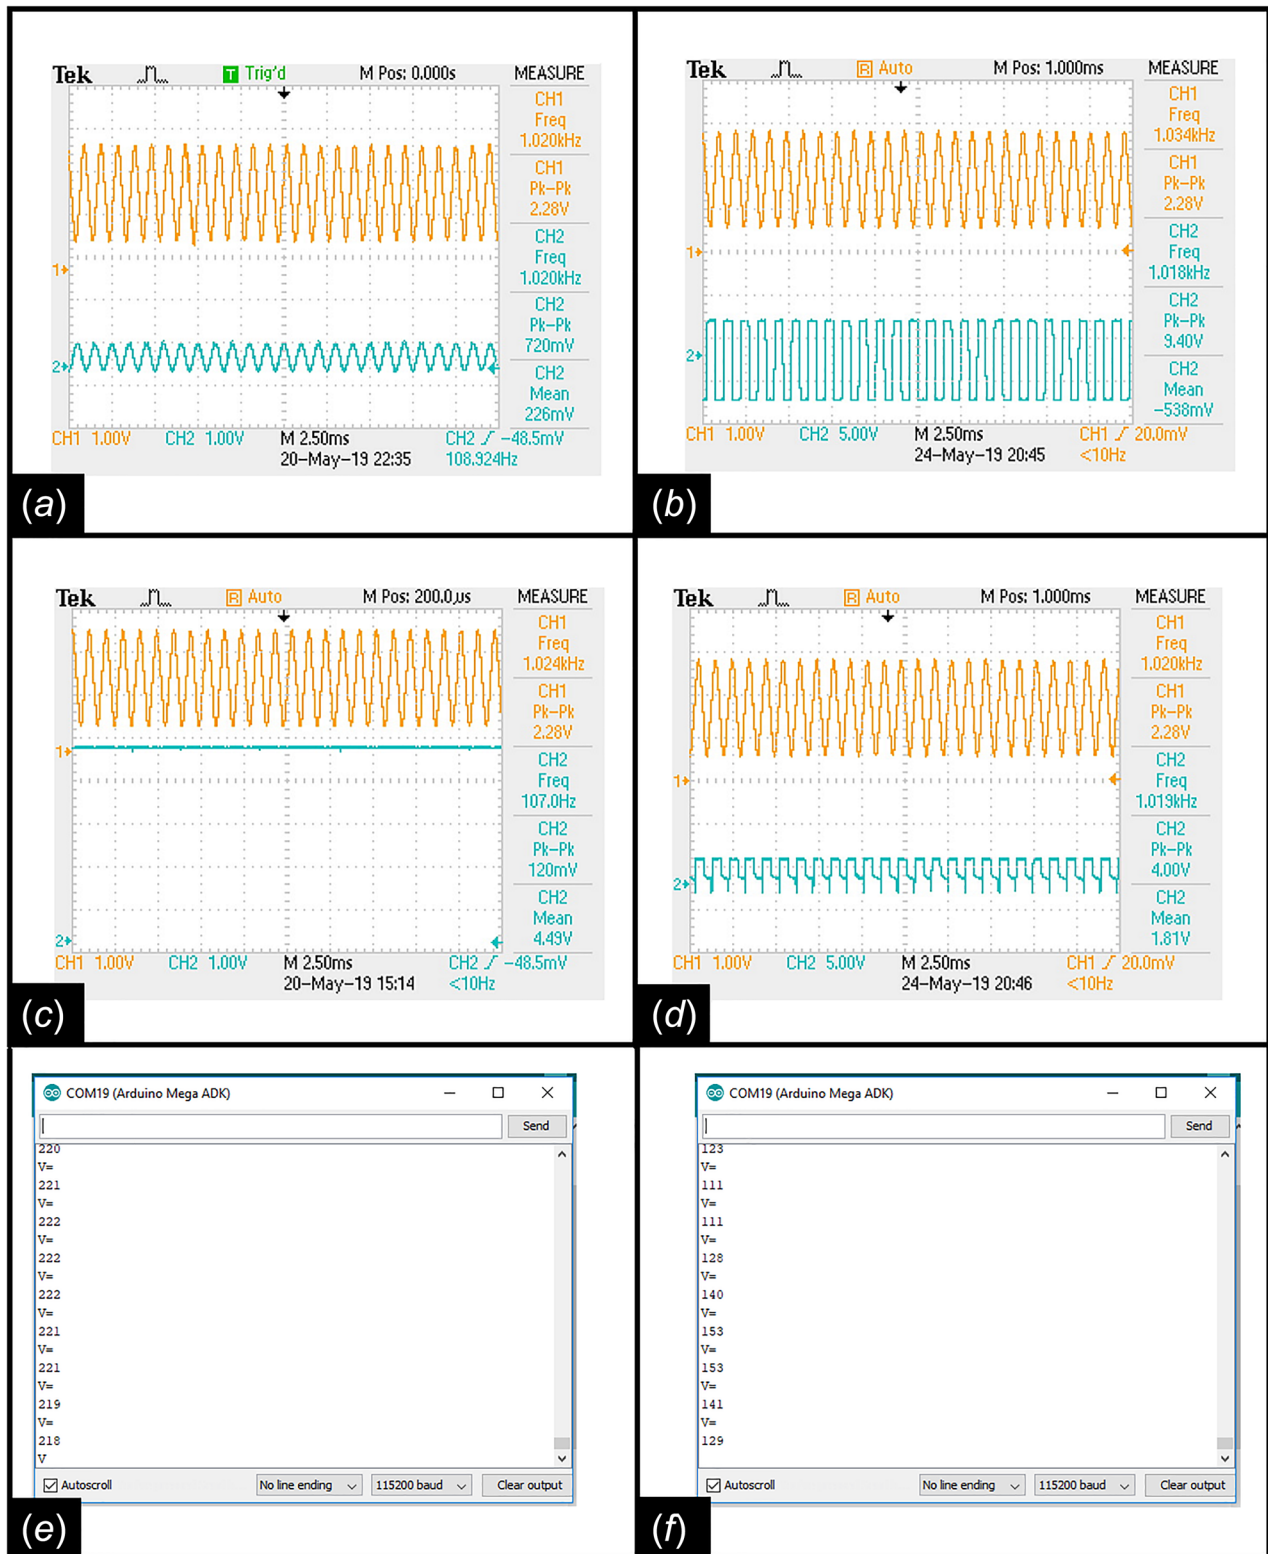 Tek T Trig'd M Pos: 0.000s MEASURE
CH1
Freq
1.020kHz
CH1
Pk-Pk
2.28V
CH2
Freq
1.020kHz
CH2
Pk-Pk
720mV
CH2
Mean
226mV
1
2
CH1 1.00V CH2 1.00V M 2.50ms CH2 -48.5mV
20-May-19 22:35 108.924Hz
(a)
Tek R Auto M Pos: 1.000ms MEASURE
CH1
Freq
1.034kHz
CH1
Pk-Pk
2.28V
CH2
Freq
1.018kHz
CH2
Pk-Pk
9.40V
CH2
Mean
-538mV
1
2
CH1 1.00V CH2 5.00V M 2.50ms CH1 20.0mV
24-May-19 20:45 <10Hz
(b)
Tek R Auto M Pos: 200.0µs MEASURE
CH1
Freq
1.024kHz
CH1
Pk-Pk
2.28V
CH2
Freq
107.0Hz
CH2
Pk-Pk
120mV
CH2
Mean
4.49V
1
2
CH1 1.00V CH2 1.00V M 2.50ms CH2 -48.5mV
20-May-19 15:14 <10Hz
(c)
Tek R Auto M Pos: 1.000ms MEASURE
CH1
Freq
1.020kHz
CH1
Pk-Pk
2.28V
CH2
Freq
1.019kHz
CH2
Pk-Pk
4.00V
CH2
Mean
1.81V
1
2
CH1 1.00V CH2 5.00V M 2.50ms CH1 20.0mV
24-May-19 20:46 <10Hz
(d)
COM19 (Arduino Mega ADK)
Send
220
V=
221
V=
222
V=
222
V=
222
V=
221
V=
221
V=
219
V=
218
V
Autoscroll No line ending 115200 baud Clear output
(e)
COM19 (Arduino Mega ADK)
Send
123
V=
111
V=
111
V=
128
V=
140
V=
153
V=
153
V=
141
V=
129
Autoscroll No line ending 115200 baud Clear output
(f)